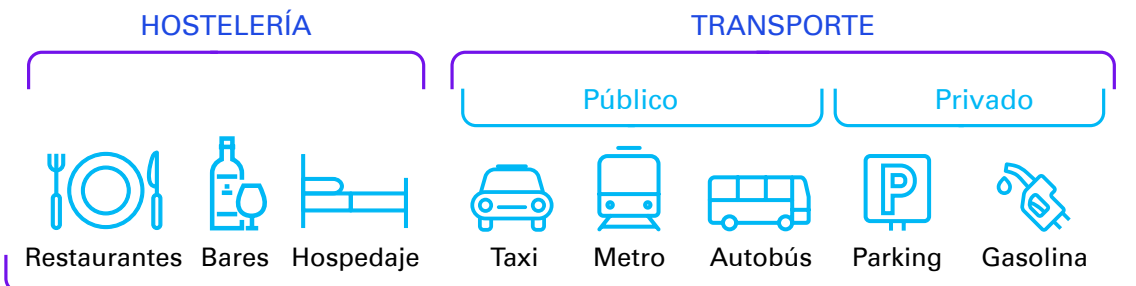 HOSTELERÍA TRANSPORTE
Público Privado
P
Restaurantes Bares Hospedaje Taxi Metro Autobús Parking Gasolina